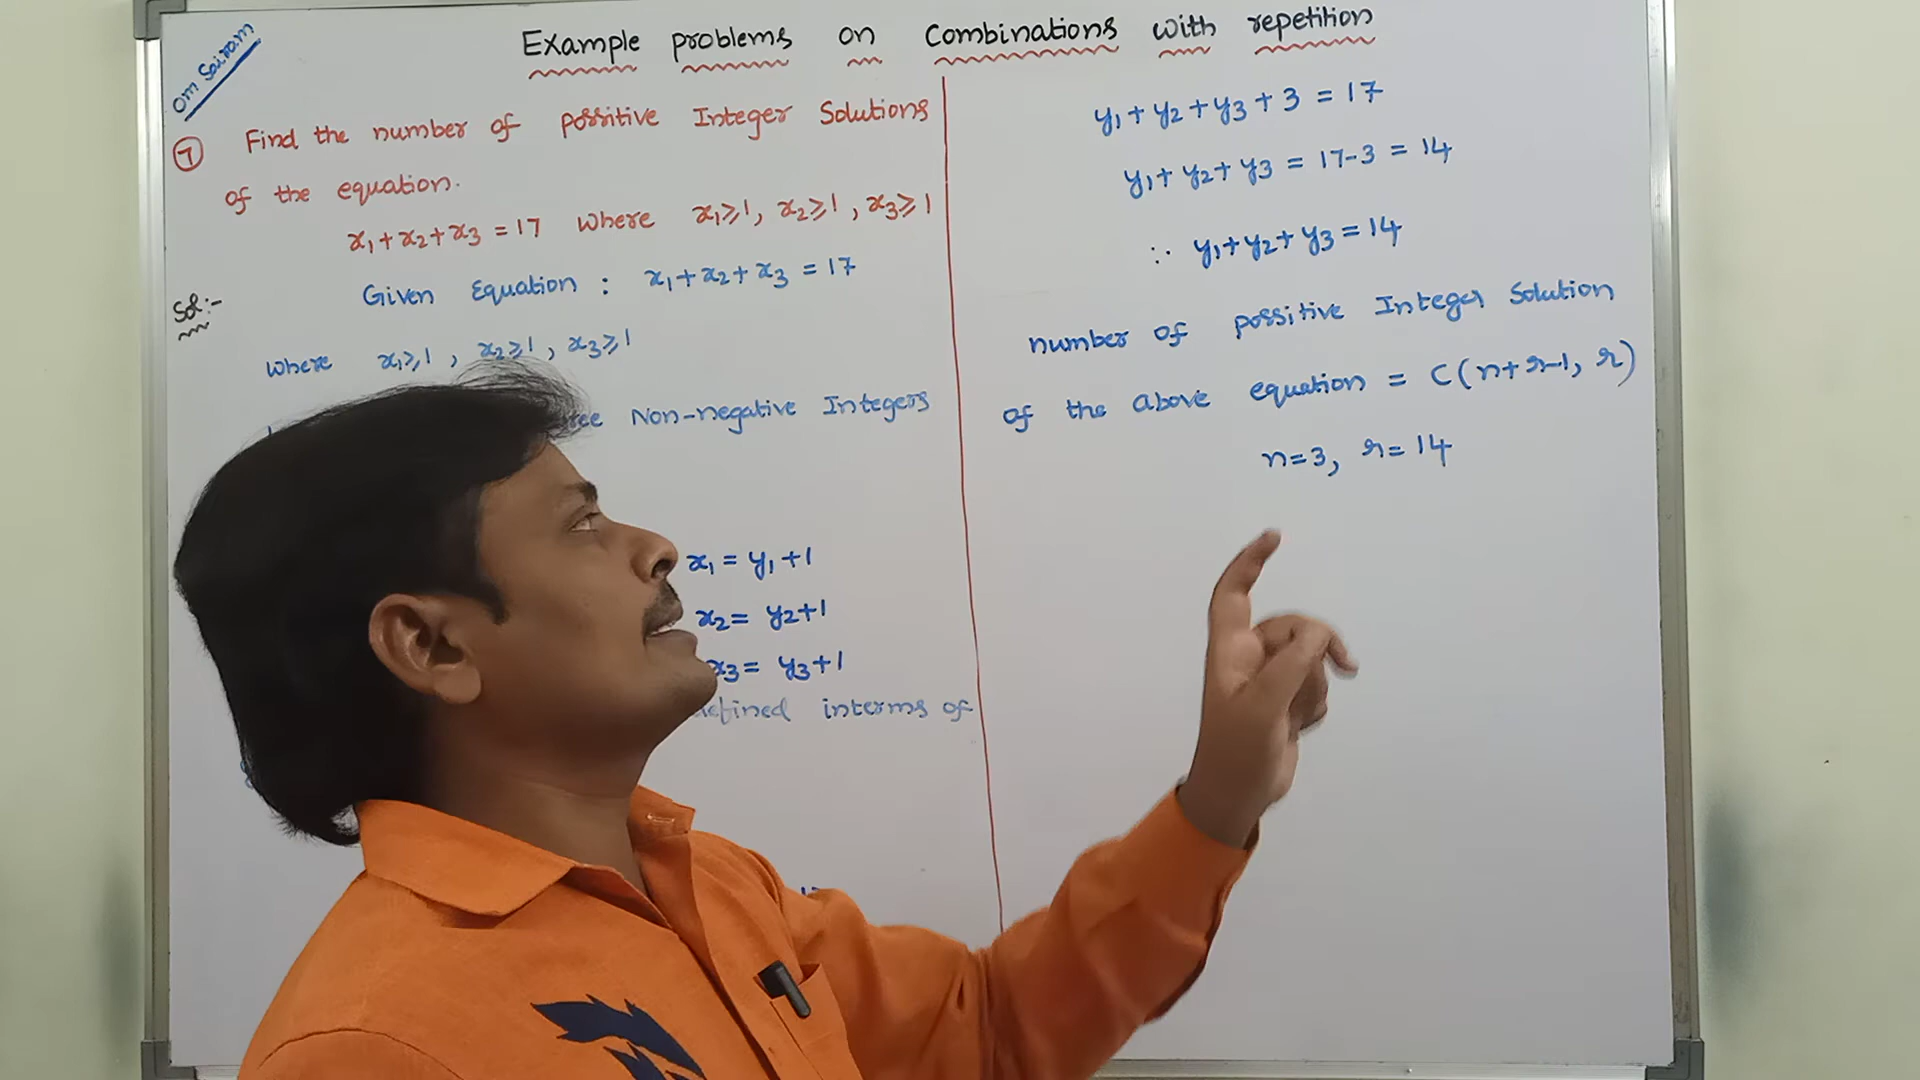 Om Sairam
Example problems on Combinations with repetition
7 Find the number of possitive Integer Solutions
of the equation.
x₁+x₂+x₃ = 17 where x₁≥1, x₂≥1, x₃≥1
Sol:- Given Equation : x₁+x₂+x₃ = 17
where x₁≥1, x₂≥1, x₃≥1
Non-negative Integers
x₁ = y₁+1
x₂ = y₂+1
x₃ = y₃+1
defined interms of
y₁+y₂+y₃+3 = 17
y₁+y₂+y₃ = 17-3 = 14
∴ y₁+y₂+y₃ = 14
number of possitive Integer Solution
of the above equation = C(n+r-1, r)
n=3, r=14